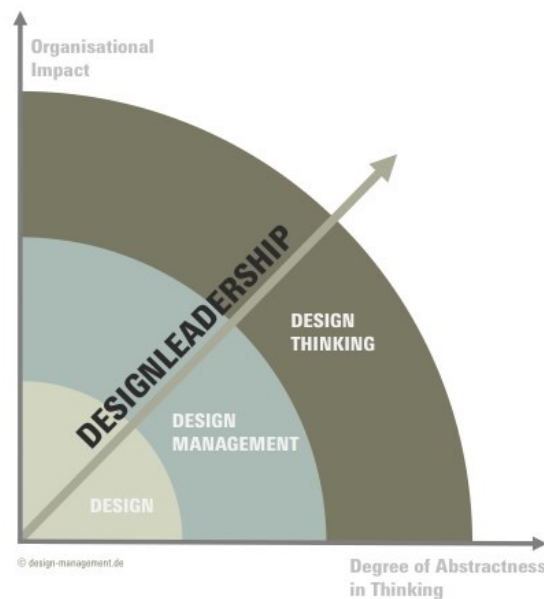 Organisational
Impact
DESIGNLEADERSHIP
DESIGN
THINKING
DESIGN
MANAGEMENT
DESIGN
© design-management.de
Degree of Abstractness
in Thinking